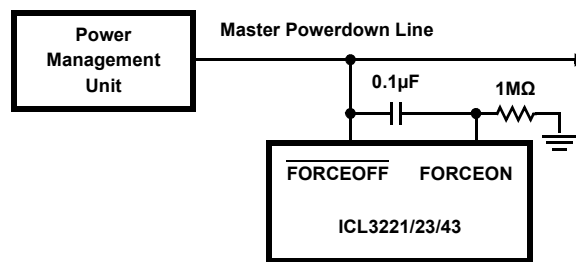 Power
Management
Unit
Master Powerdown Line
0.1µF
1MΩ
FORCEOFF FORCEON
ICL3221/23/43